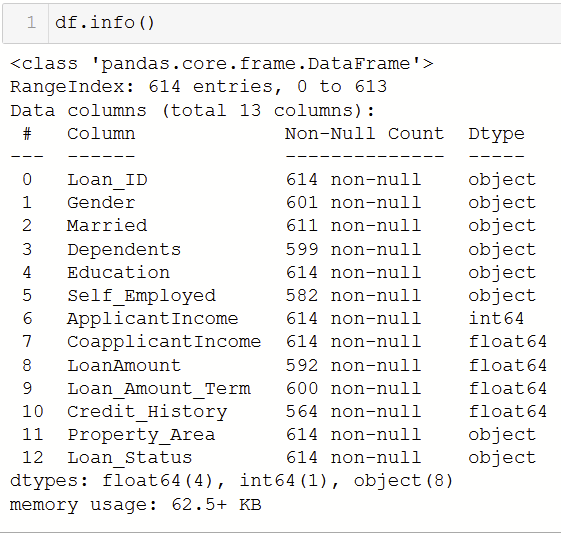 1 df.info()
<class 'pandas.core.frame.DataFrame'>
RangeIndex: 614 entries, 0 to 613
Data columns (total 13 columns):
 #   Column             Non-Null Count  Dtype
---  ------             --------------  -----
 0   Loan_ID            614 non-null    object
 1   Gender             601 non-null    object
 2   Married            611 non-null    object
 3   Dependents         599 non-null    object
 4   Education          614 non-null    object
 5   Self_Employed      582 non-null    object
 6   ApplicantIncome    614 non-null    int64
 7   CoapplicantIncome  614 non-null    float64
 8   LoanAmount         592 non-null    float64
 9   Loan_Amount_Term   600 non-null    float64
 10  Credit_History     564 non-null    float64
 11  Property_Area      614 non-null    object
 12  Loan_Status        614 non-null    object
dtypes: float64(4), int64(1), object(8)
memory usage: 62.5+ KB